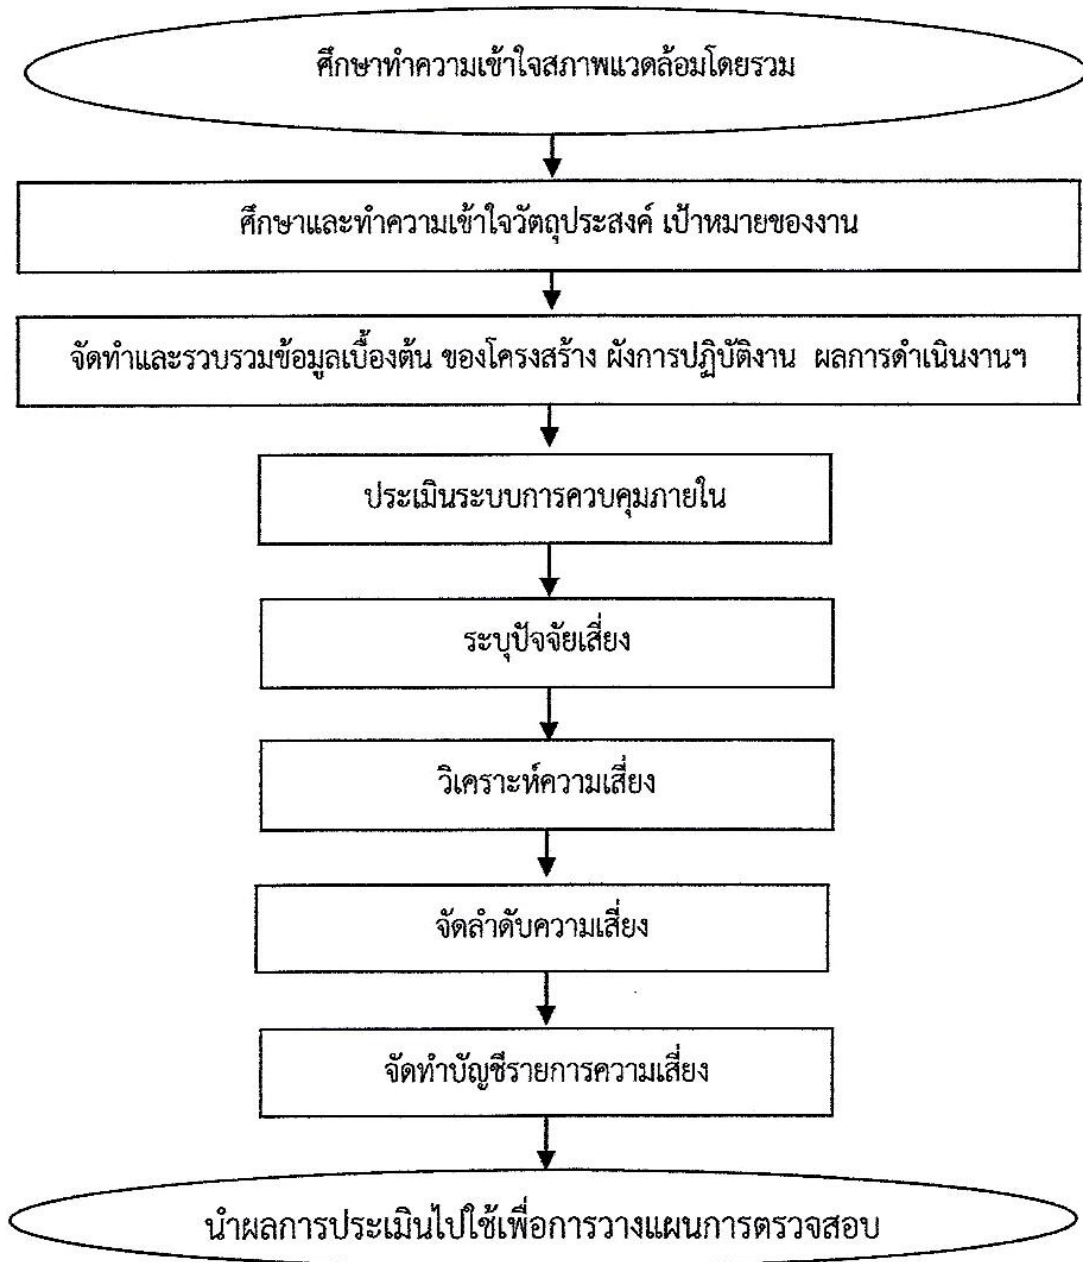 ศึกษาทำความเข้าใจสภาพแวดล้อมโดยรวม
ศึกษาและทำความเข้าใจวัตถุประสงค์ เป้าหมายของงาน
จัดทำและรวบรวมข้อมูลเบื้องต้น ของโครงสร้าง ผังการปฏิบัติงาน ผลการดำเนินงานฯ
ประเมินระบบการควบคุมภายใน
ระบุปัจจัยเสี่ยง
วิเคราะห์ความเสี่ยง
จัดลำดับความเสี่ยง
จัดทำบัญชีรายการความเสี่ยง
นำผลการประเมินไปใช้เพื่อการวางแผนการตรวจสอบ